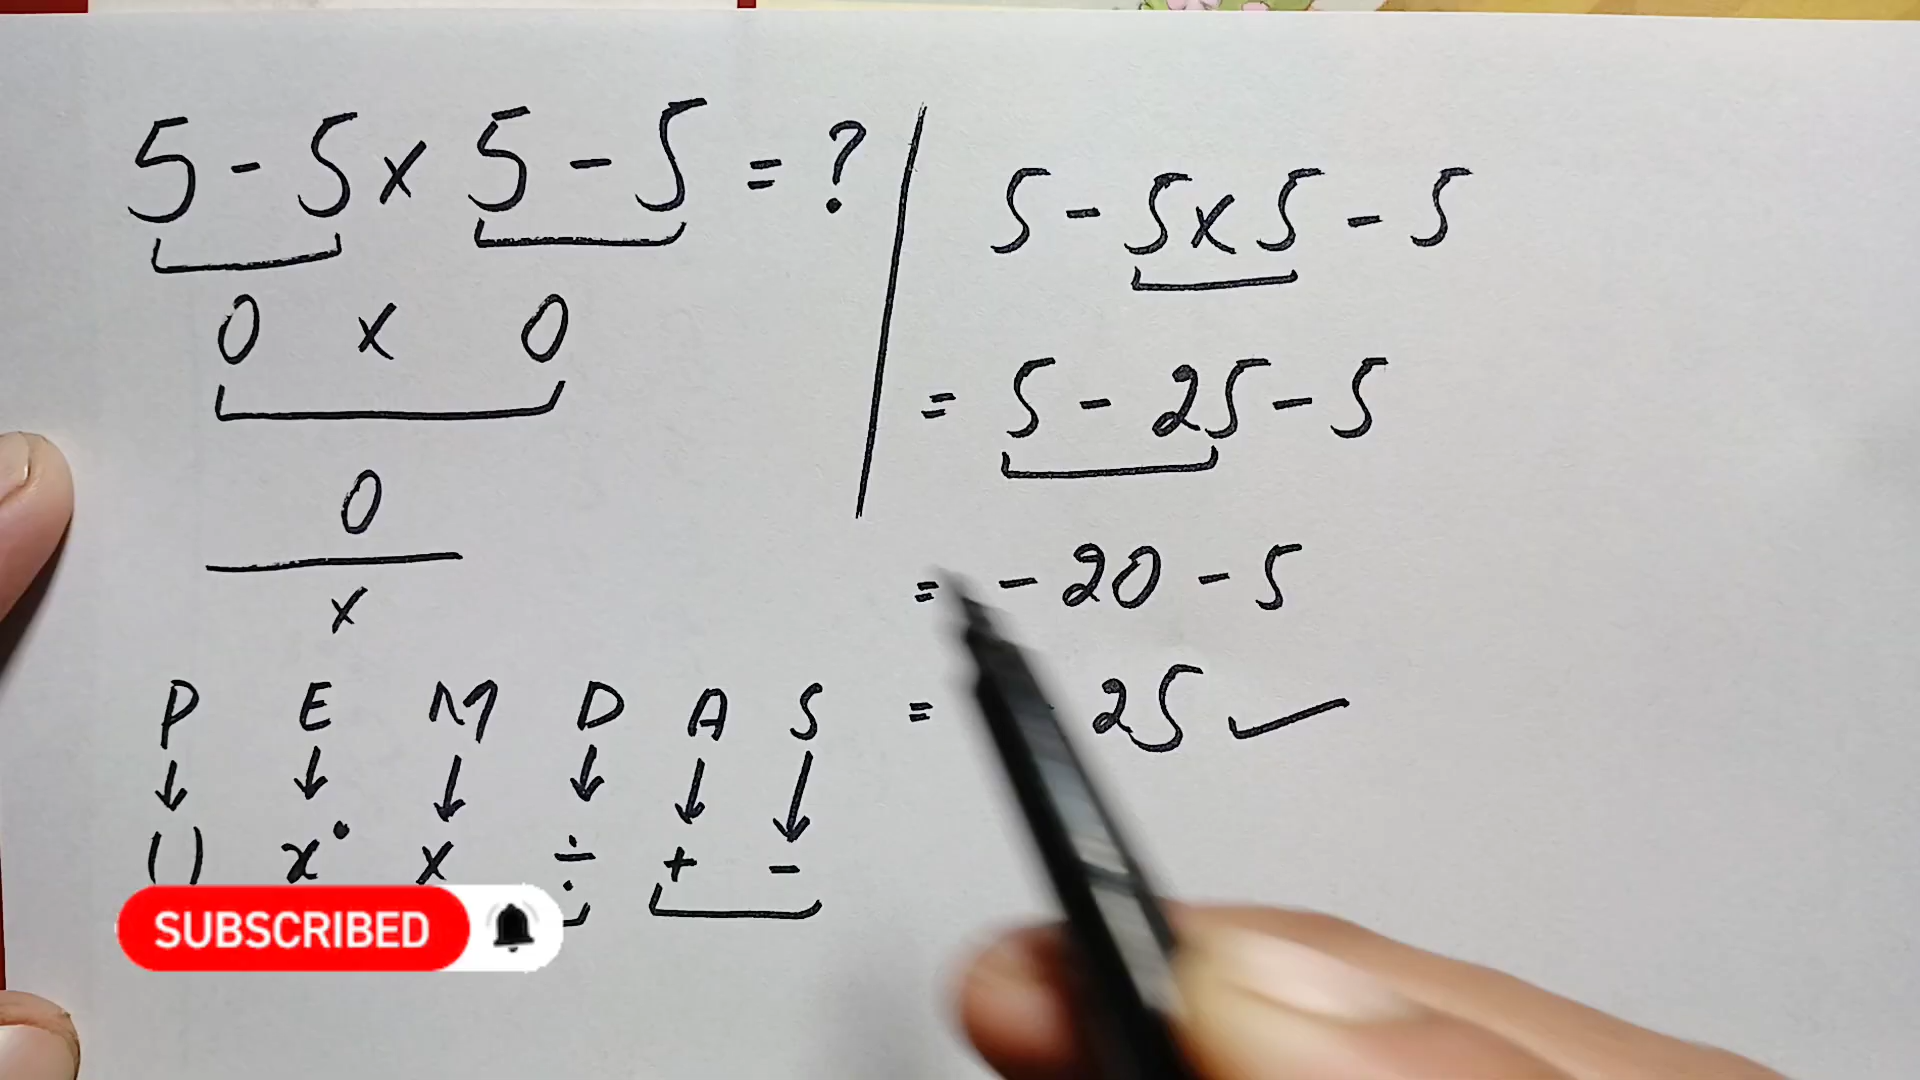 5 - 5 x 5 - 5 = ?
0 x 0
0
x
P E M D A S
( ) x x ÷ + -
SUBSCRIBED
5 - 5 x 5 - 5
= 5 - 25 - 5
= - 20 - 5
= 25 ✓